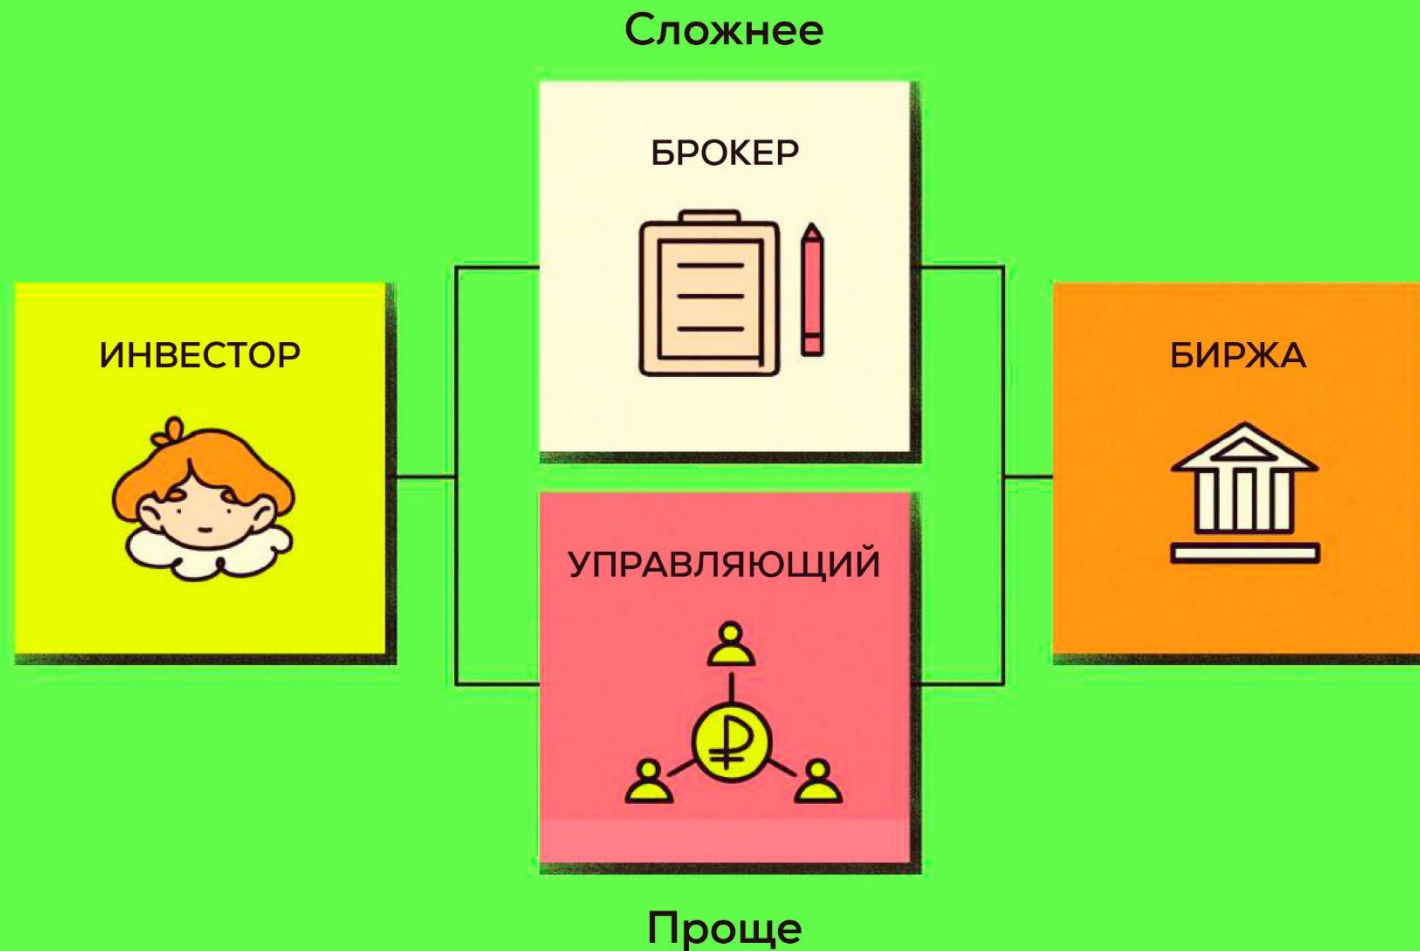 Сложнее
БРОКЕР
ИНВЕСТОР
БИРЖА
УПРАВЛЯЮЩИЙ
Проще